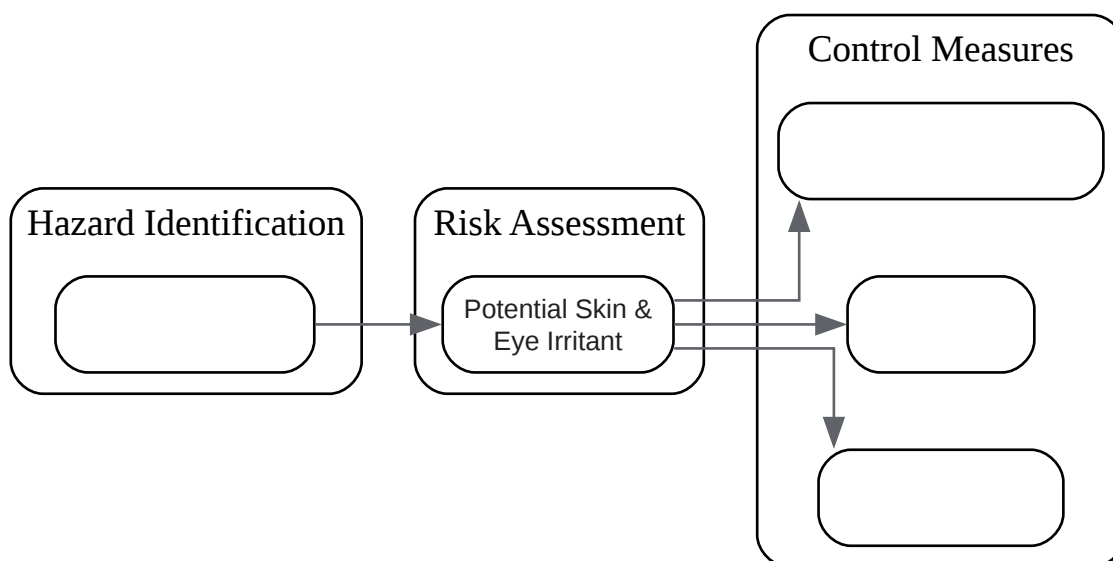 Control Measures
Hazard Identification
Risk Assessment
Potential Skin &
Eye Irritant